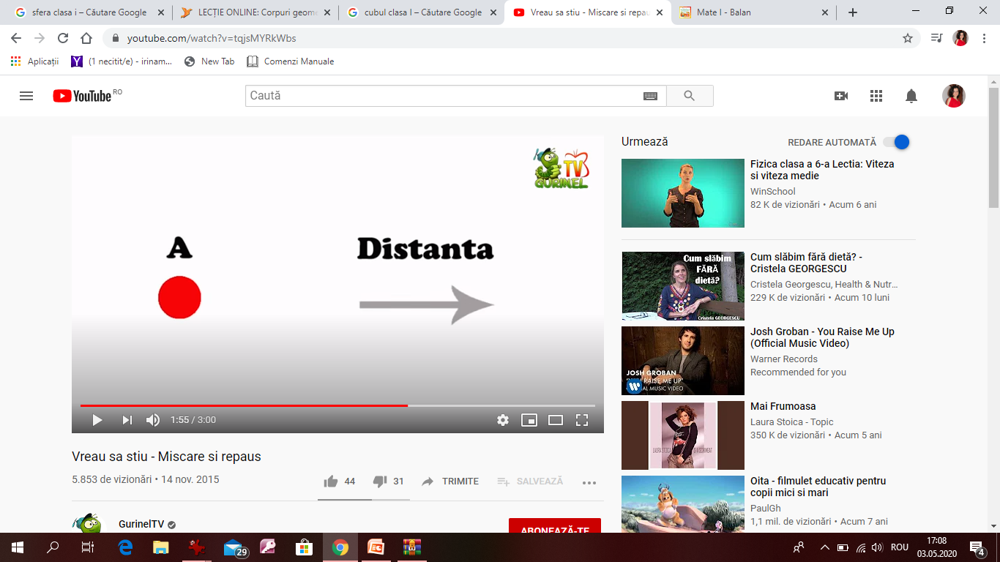 sfera clasa i – Căutare Google
LECȚIE ONLINE: Corpuri geome
cubul clasa I – Căutare Google
Vreau sa stiu - Miscare si repau
Mate I - Balan
youtube.com/watch?v=tqjsMYRkWbs
Aplicații
(1 necitit/e) - irinam...
New Tab
Comenzi Manuale
YouTube RO
Caută
TV
GURINEL
A
Distanta
1:55 / 3:00
Vreau sa stiu - Miscare si repaus
5.853 de vizionări • 14 nov. 2015
44
31
TRIMITE
SALVEAZĂ
GurinelTV
ABONEAZĂ-TE
Urmează
REDARE AUTOMATĂ
Fizica clasa a 6-a Lectia: Viteza
si viteza medie
WinSchool
82 K de vizionări • Acum 6 ani
Cum slăbim
FĂRĂ
dietă?
Cristela GEORGESCU
Cum slăbim fără dietă? -
Cristela GEORGESCU
Cristela Georgescu, Health & Nutr...
229 K de vizionări • Acum 10 luni
JOSH GROBAN
RAISE ME UP"
AL MUSIC VIDEO
Josh Groban - You Raise Me Up
(Official Music Video)
Warner Records
Recommended for you
LAURA STOICA
Mai Frumoasa
Laura Stoica - Topic
350 K de vizionări • Acum 5 ani
Oita - filmulet educativ pentru
copii mici si mari
PaulGh
1,1 mil. de vizionări • Acum 7 ani
29
ROU
17:08
03.05.2020
4